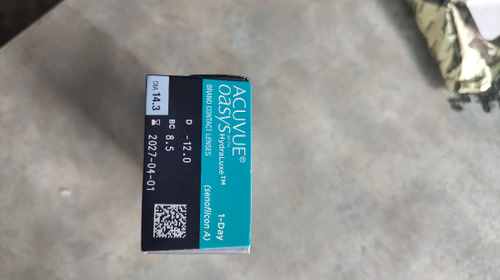 ACUVUE®
OASYS WITH HydraLuxe™
BRAND CONTACT LENSES
1-Day
(senofilcon A)
D -12.0
BC 8.5
DIA 14.3
2027-04-01